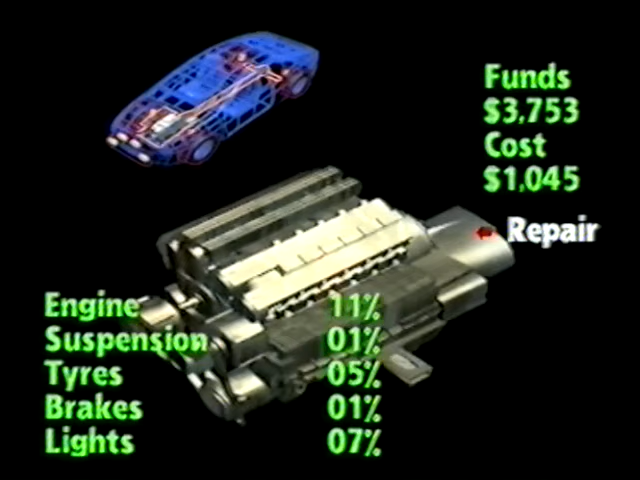 Funds
$3,753
Cost
$1,045
Repair
Engine 11%
Suspension 01%
Tyres 05%
Brakes 01%
Lights 07%